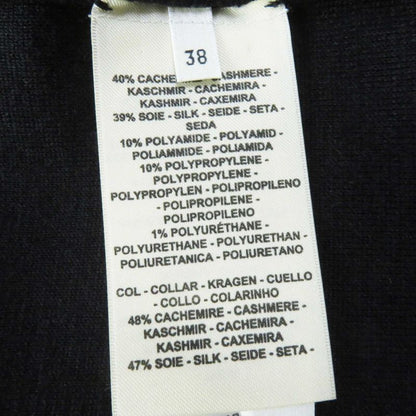 38
40% CACHEMIRE - CASHMERE -
KASCHMIR - CACHEMIRA -
KASHMIR - CAXEMIRA
39% SOIE - SILK - SEIDE - SETA -
SEDA
10% POLYAMIDE - POLYAMID -
POLIAMMIDE - POLIAMIDA
10% POLYPROPYLENE -
POLYPROPYLENE -
POLYPROPYLEN - POLIPROPILENO
- POLIPROPILENE -
POLIPROPILENO
1% POLYURÉTHANE -
POLYURETHANE - POLYURETHAN -
POLIURETANICA - POLIURETANO
COL - COLLAR - KRAGEN - CUELLO
- COLLO - COLARINHO
48% CACHEMIRE - CASHMERE -
KASCHMIR - CACHEMIRA -
KASHMIR - CAXEMIRA
47% SOIE - SILK - SEIDE - SETA -